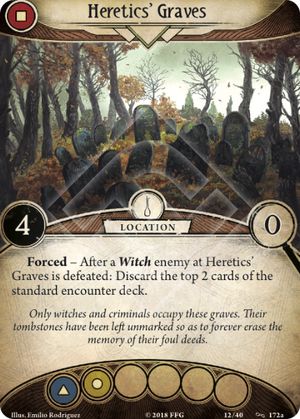 Heretics' Graves
4
LOCATION
0
Forced – After a Witch enemy at Heretics'
Graves is defeated: Discard the top 2 cards of the
standard encounter deck.
Only witches and criminals occupy these graves. Their
tombstones have been left unmarked so as to forever erase the
memory of their foul deeds.
Illus. Emilio Rodriguez
© 2018 FFG
12/40
172a